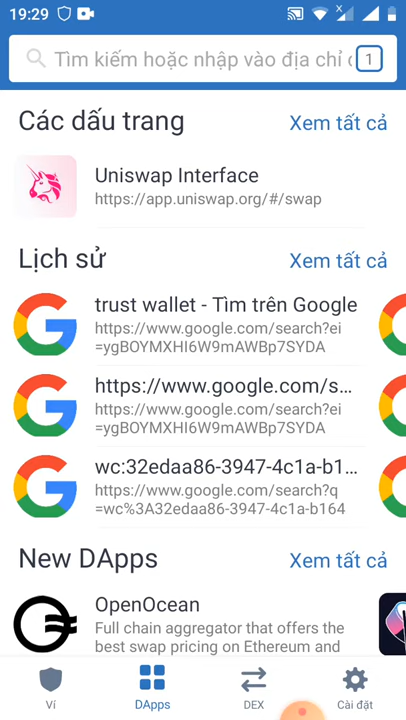 19:29
Tìm kiếm hoặc nhập vào địa chỉ
1
Các dấu trang
Xem tất cả
Uniswap Interface
https://app.uniswap.org/#/swap
Lịch sử
Xem tất cả
trust wallet - Tìm trên Google
https://www.google.com/search?ei
=ygBOYMXHI6W9mAWBp7SYDA
https://www.google.com/s...
https://www.google.com/search?ei
=ygBOYMXHI6W9mAWBp7SYDA
wc:32edaa86-3947-4c1a-b1...
https://www.google.com/search?q
=wc%3A32edaa86-3947-4c1a-b164
New DApps
Xem tất cả
OpenOcean
Full chain aggregator that offers the
best swap pricing on Ethereum and
Ví
DApps
DEX
Cài đặt